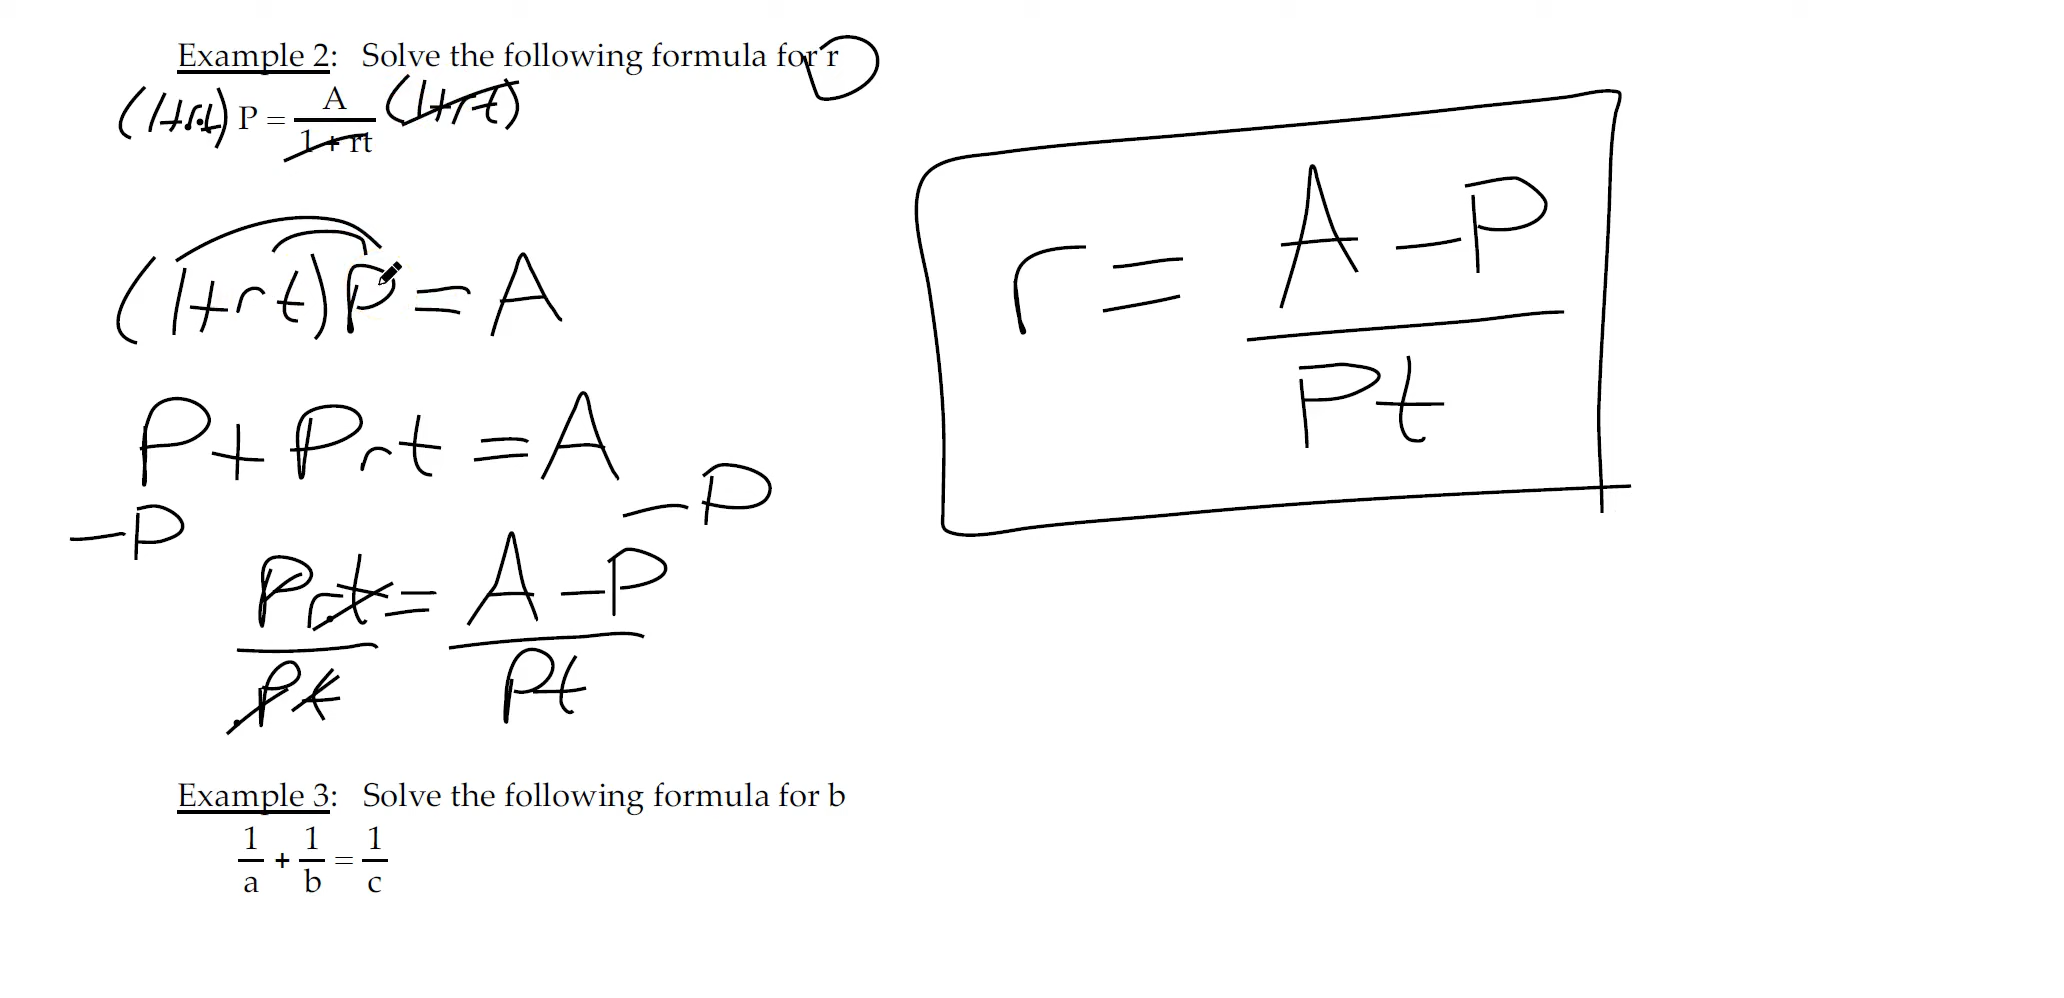 Example 2: Solve the following formula for r
(1+rt) P = A/(1 + rt) (1+rt)
(1+rt)P = A
P + Prt = A
-P -P
Prt = A - P
Pt Pt
r = (A - P)/Pt
Example 3: Solve the following formula for b
1/a + 1/b = 1/c